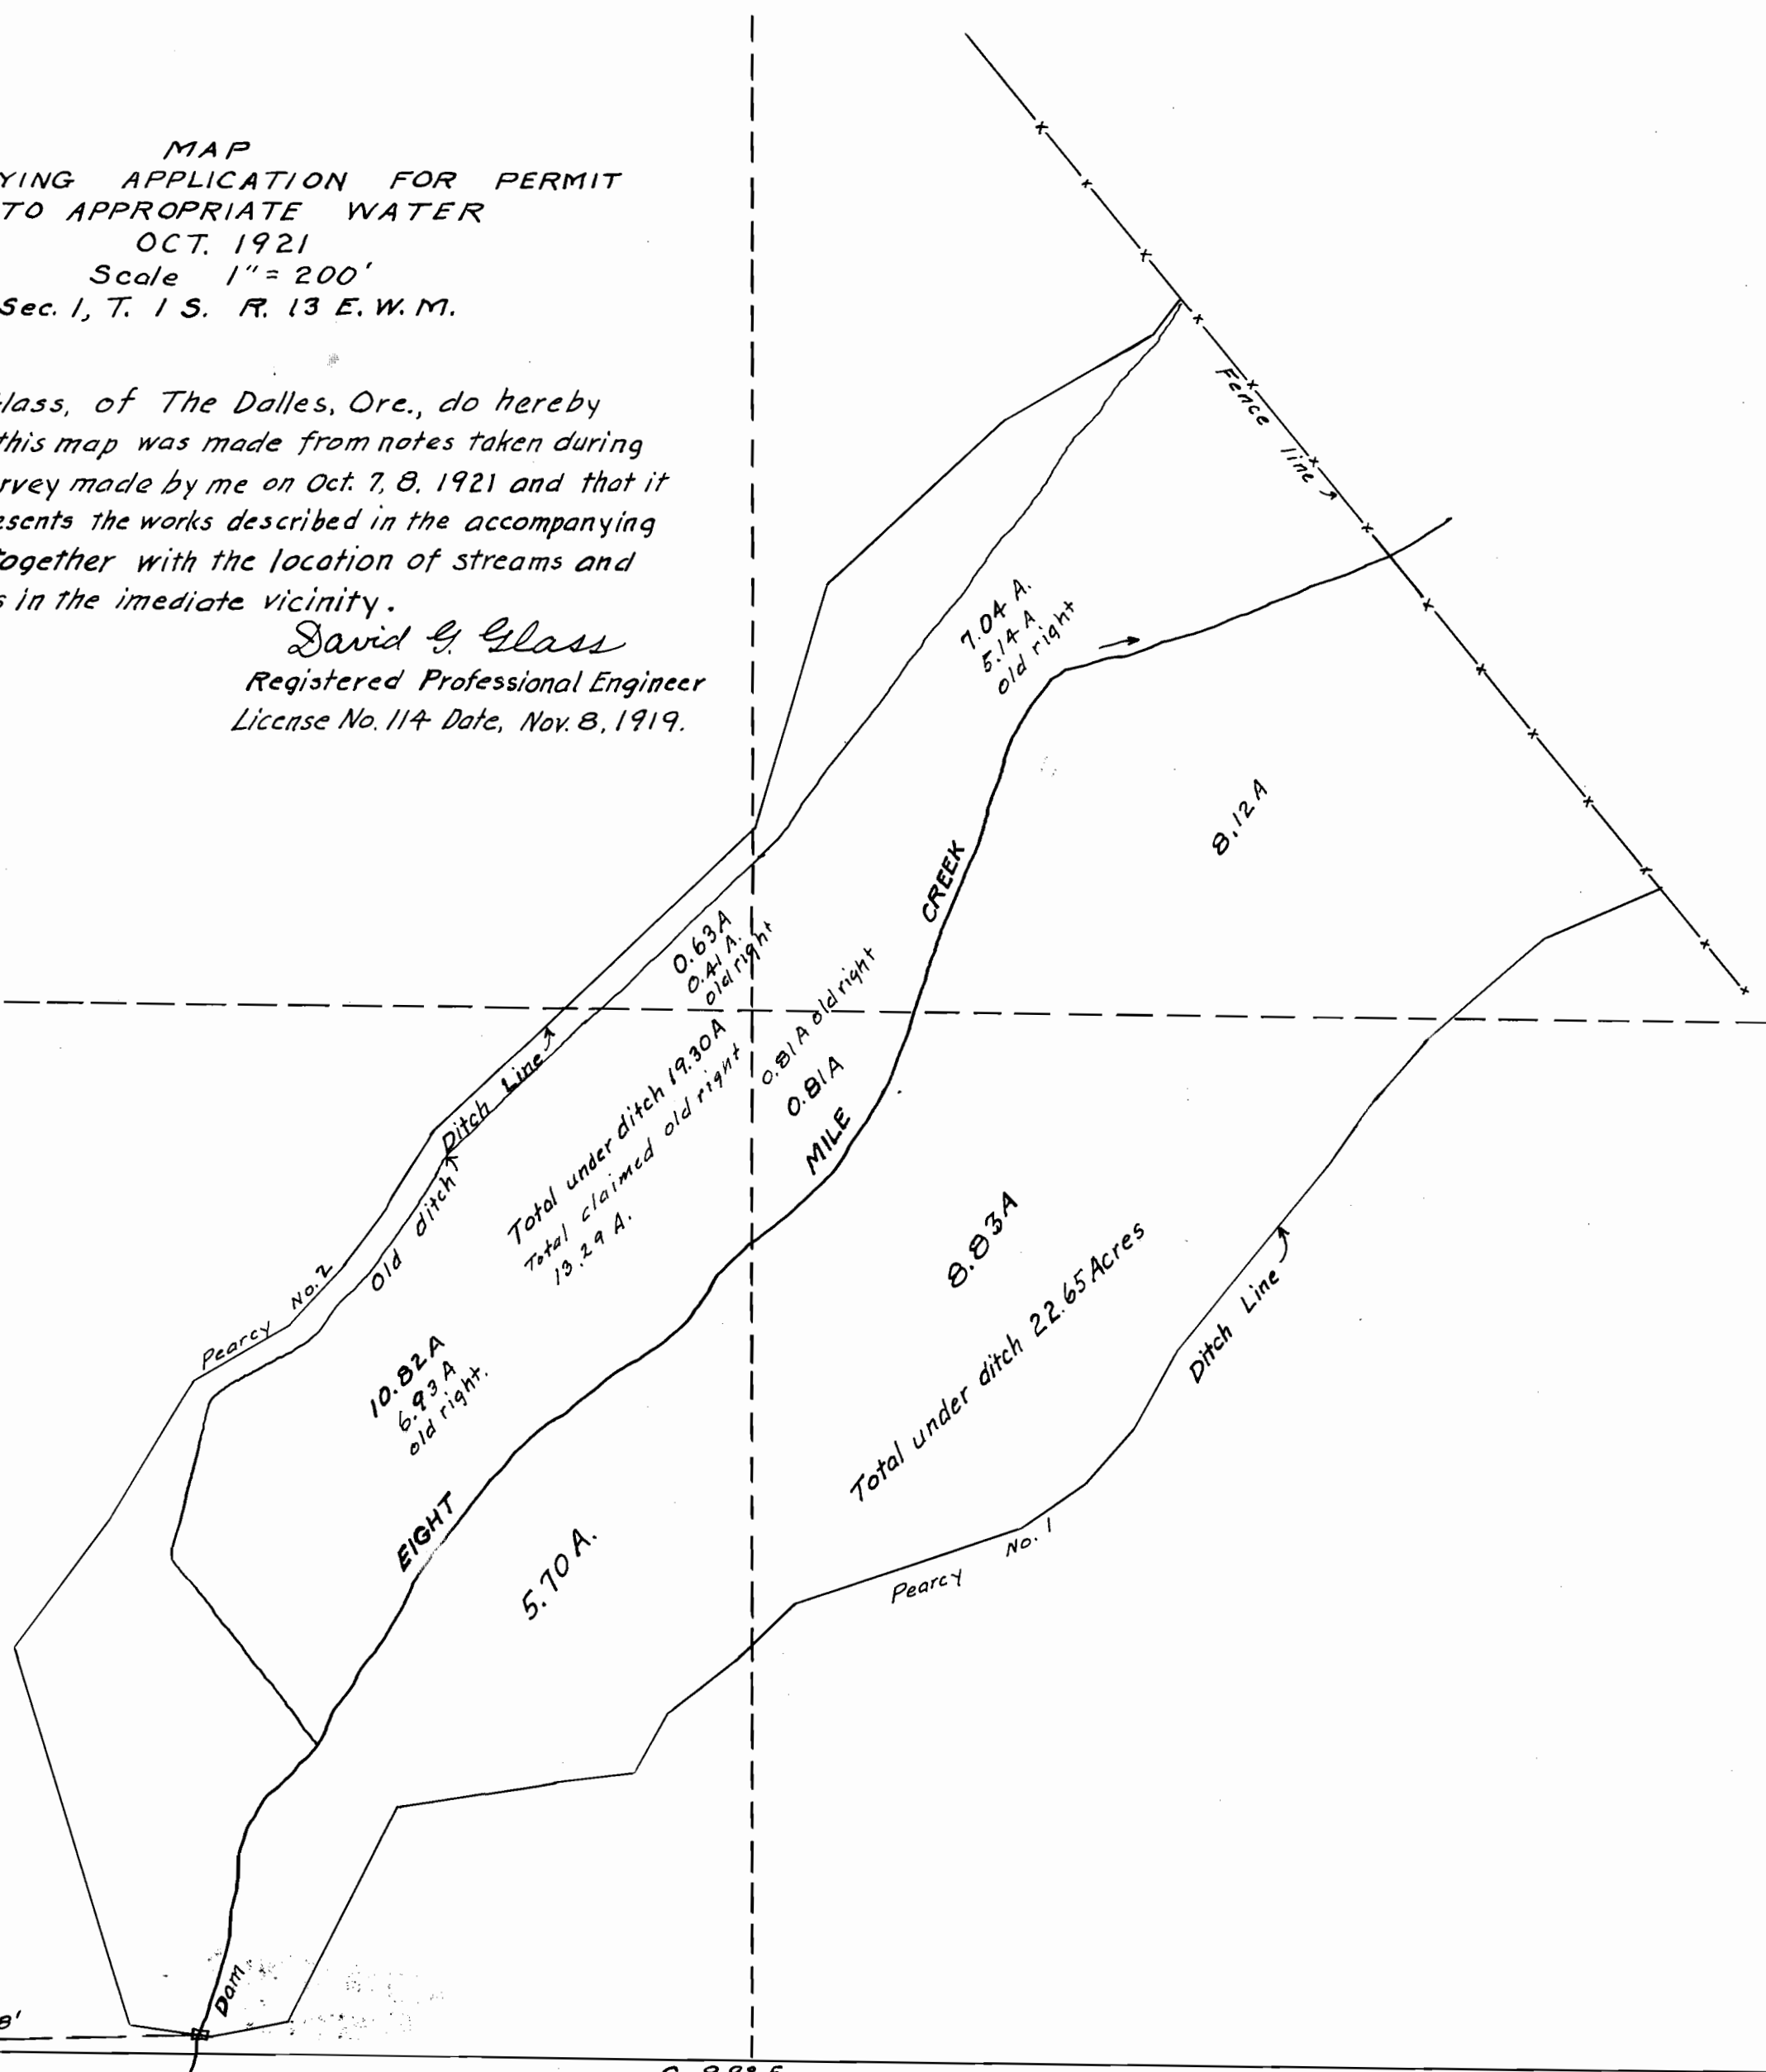 MAP
YING APPLICATION FOR PERMIT
TO APPROPRIATE WATER
OCT. 1921
Scale 1" = 200'
Sec. 1, T. 1 S. R. 13 E. W. M.
lass, of The Dalles, Ore., do hereby
this map was made from notes taken during
rvey made by me on Oct. 7, 8, 1921 and that it
esents the works described in the accompanying
together with the location of streams and
s in the imediate vicinity.
David G. Glass
Registered Professional Engineer
License No. 114 Date, Nov. 8, 1919.
Fence line
7.04 A.
5.14 A
old right
8.12 A
CREEK
0.63 A
0.41 A.
old right
0.81 A old right
0.81 A
MILE
Ditch Line
Total under ditch 19.30 A
Total claimed old right
13.29 A.
Old ditch
Pearcy No. 2
8.83 A
Total under ditch 22.65 Acres
Ditch Line
10.82 A
6.93 A
old right.
EIGHT
5.70 A.
Pearcy No. 1
Dam
8'